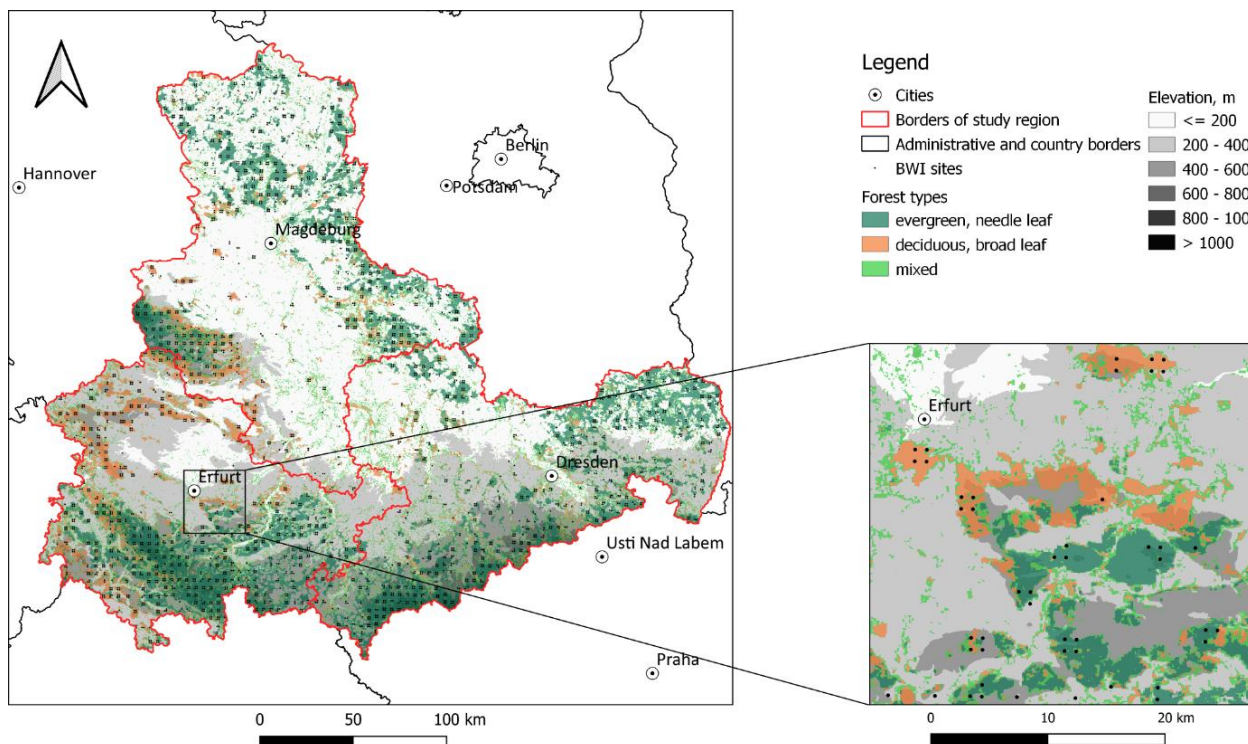 Hannover
Berlin
Potsdam
Magdeburg
Erfurt
Dresden
Usti Nad Labem
Praha
0 50 100 km
Legend
Cities
Borders of study region
Administrative and country borders
BWI sites
Forest types
evergreen, needle leaf
deciduous, broad leaf
mixed
Elevation, m
<= 200
200 - 400
400 - 600
600 - 800
800 - 100
> 1000
Erfurt
0 10 20 km